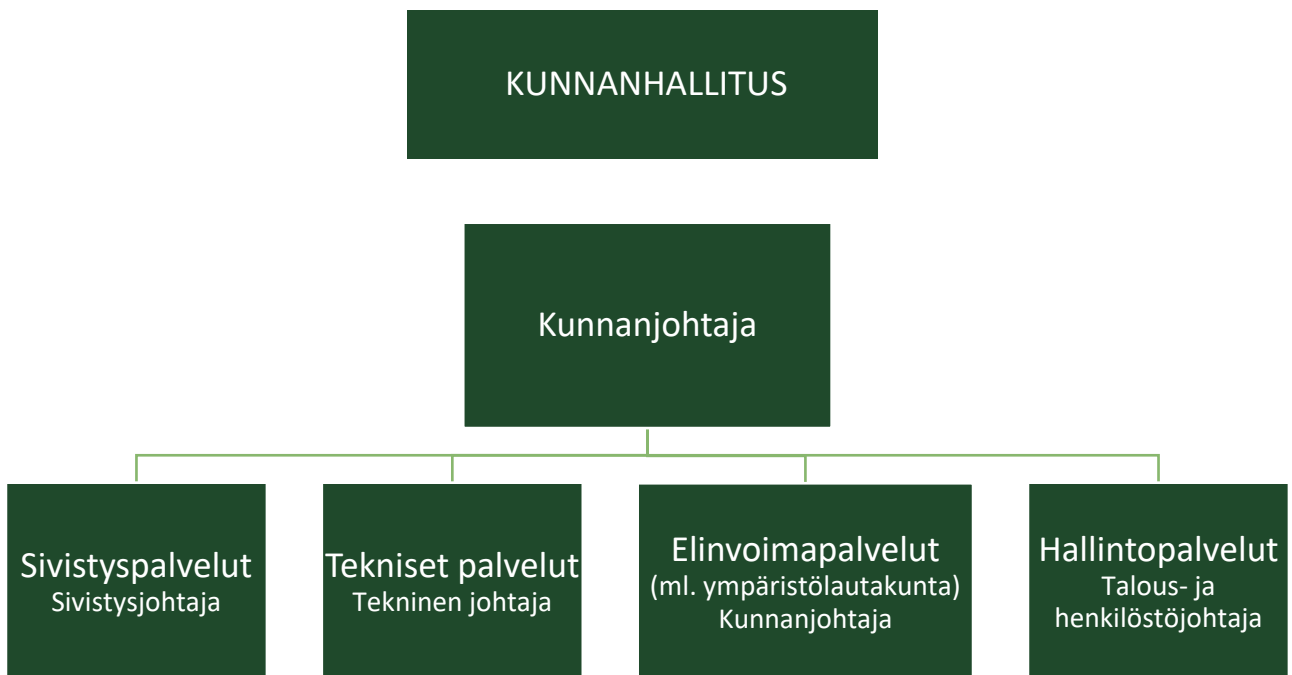 KUNNANHALLITUS
Kunnanjohtaja
Sivistyspalvelut
Sivistysjohtaja
Tekniset palvelut
Tekninen johtaja
Elinvoimapalvelut
(ml. ympäristölautakunta)
Kunnanjohtaja
Hallintopalvelut
Talous- ja
henkilöstöjohtaja